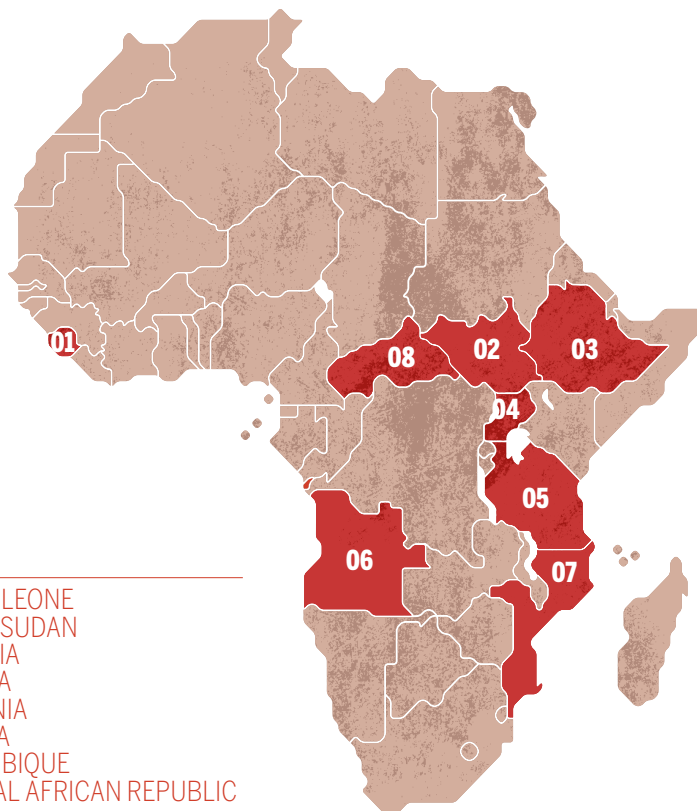 01
08
02
03
04
05
06
07
LEONE
SUDAN
IA
A
NIA
A
BIQUE
AL AFRICAN REPUBLIC